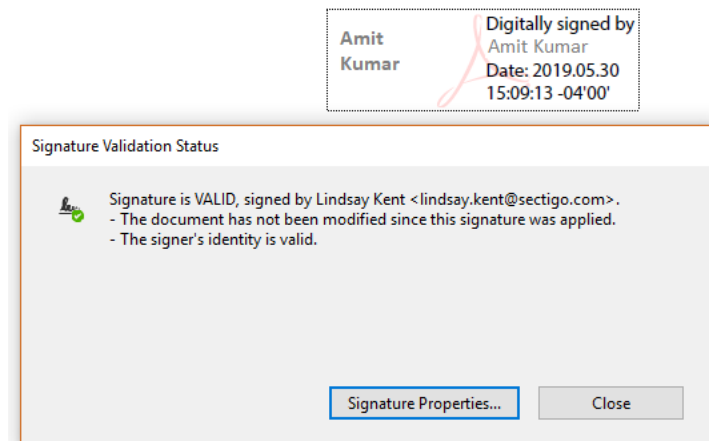 Amit
Kumar
Digitally signed by
Amit Kumar
Date: 2019.05.30
15:09:13 -04'00'
Signature Validation Status
Signature is VALID, signed by Lindsay Kent <lindsay.kent@sectigo.com>.
- The document has not been modified since this signature was applied.
- The signer's identity is valid.
Signature Properties...
Close